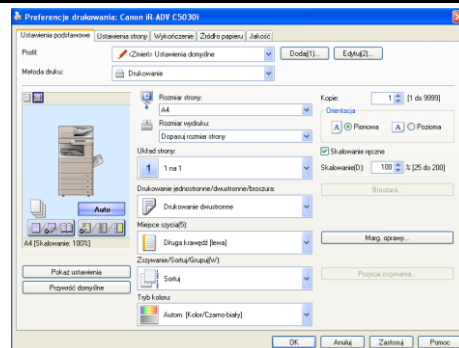 Preferencje drukowania: Canon iR-ADV C5030i
Ustawienia podstawowe Ustawienia strony Wykończenie Źródło papieru Jakość
Profil: <Zmień> Ustawienia domyślne Dodaj(1)... Edytuj(2)...
Metoda druku: Drukowanie
Rozmiar strony:
A4
Rozmiar wydruku:
Dopasuj rozmiar strony
Układ strony:
1 1 na 1
Drukowanie jednostronne/dwustronne/broszura:
Drukowanie dwustronne
Miejsce szycia(5):
Długa krawędź [lewa]
Zszywanie/Sortuj/Grupuj(W):
Sortuj
Tryb koloru:
Autom. [Kolor/Czarno-biały]
Kopie: 1 [1 do 9999]
Orientacja
A Pionowa A Pozioma
Skalowanie ręczne
Skalowanie(D): 100 % [25 do 200]
Broszura...
Marg. oprawy...
Pozycja zszywania...
Auto
A4 [Skalowanie: 100%]
Pokaż ustawienia
Przywróć domyślne
OK Anuluj Zastosuj Pomoc